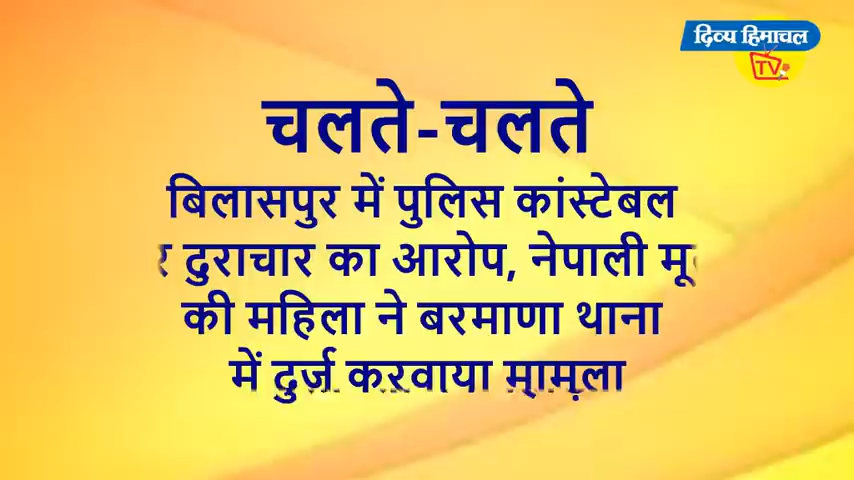 दिव्य हिमाचल
TV
चलते-चलते
बिलासपुर में पुलिस कांस्टेबल
दुराचार का आरोप, नेपाली
की महिला ने बरमाणा थाना
में दर्ज करवाया मामला